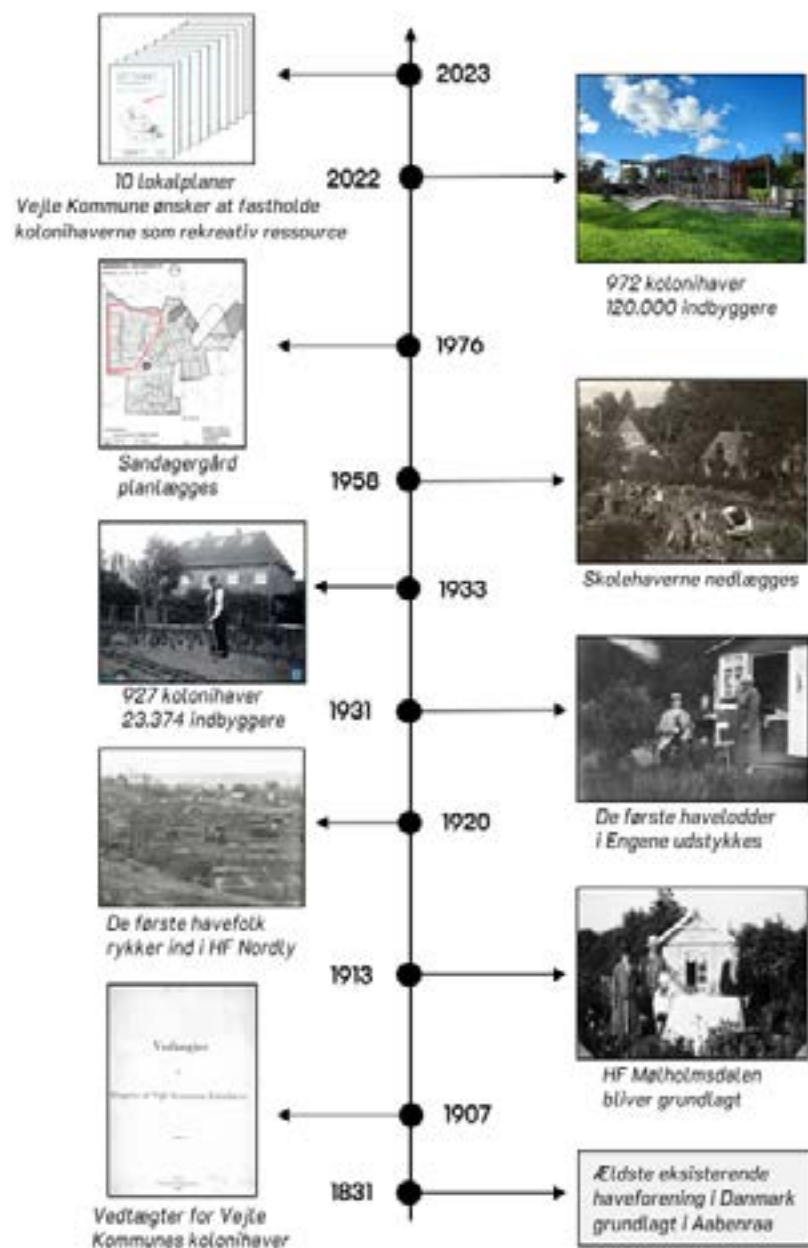 2023
10 lokalplaner
Vejle Kommune ønsker at fastholde
kolonihaverne som rekreativ ressource
2022
972 kolonihaver
120.000 indbyggere
1976
Sandagergård
planlægges
1958
Skolehaverne nedlægges
1933
927 kolonihaver
23.374 indbyggere
1931
De første havelodder
i Engene udstykkes
1920
De første havefolk
rykker ind i HF Nordly
1913
HF Mølholmsdalen
bliver grundlagt
1907
Vedtægter
Vedtægter for Vejle
Kommunes kolonihaver
1831
Ældste eksisterende
haveforening i Danmark
grundlagt i Aabenraa